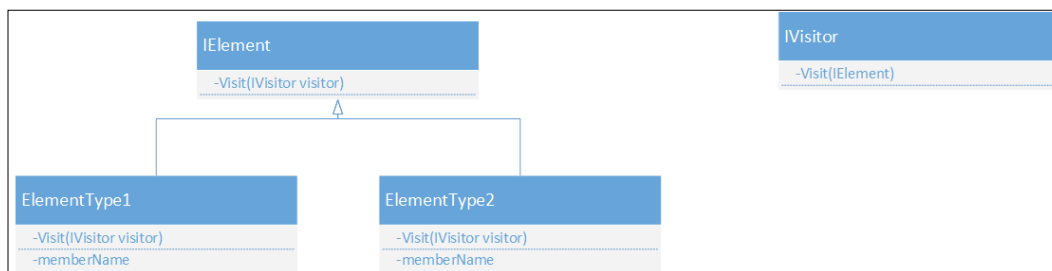 IElement
-Visit(IVisitor visitor)
IVisitor
-Visit(IElement)
ElementType1
-Visit(IVisitor visitor)
-memberName
ElementType2
-Visit(IVisitor visitor)
-memberName